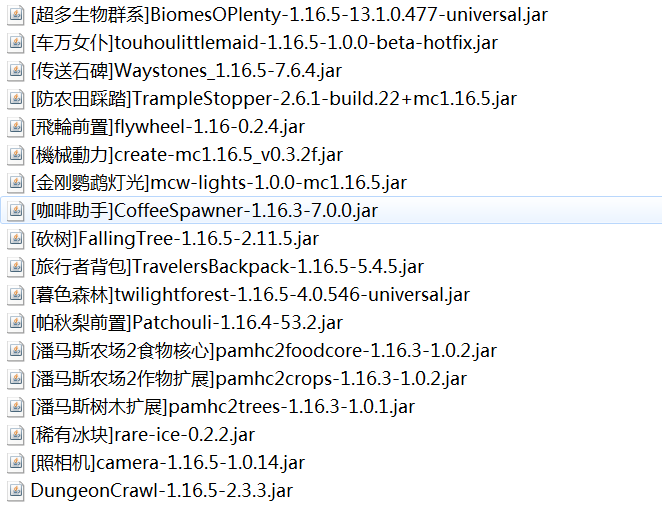 [超多生物群系]BiomesOPlenty-1.16.5-13.1.0.477-universal.jar
[车万女仆]touhoulittlemaid-1.16.5-1.0.0-beta-hotfix.jar
[传送石碑]Waystones_1.16.5-7.6.4.jar
[防农田踩踏]TrampleStopper-2.6.1-build.22+mc1.16.5.jar
[飛輪前置]flywheel-1.16-0.2.4.jar
[機械動力]create-mc1.16.5_v0.3.2f.jar
[金刚鹦鹉灯光]mcw-lights-1.0.0-mc1.16.5.jar
[咖啡助手]CoffeeSpawner-1.16.3-7.0.0.jar
[砍树]FallingTree-1.16.5-2.11.5.jar
[旅行者背包]TravelersBackpack-1.16.5-5.4.5.jar
[暮色森林]twilightforest-1.16.5-4.0.546-universal.jar
[帕秋梨前置]Patchouli-1.16.4-53.2.jar
[潘马斯农场2食物核心]pamhc2foodcore-1.16.3-1.0.2.jar
[潘马斯农场2作物扩展]pamhc2crops-1.16.3-1.0.2.jar
[潘马斯树木扩展]pamhc2trees-1.16.3-1.0.1.jar
[稀有冰块]rare-ice-0.2.2.jar
[照相机]camera-1.16.5-1.0.14.jar
DungeonCrawl-1.16.5-2.3.3.jar